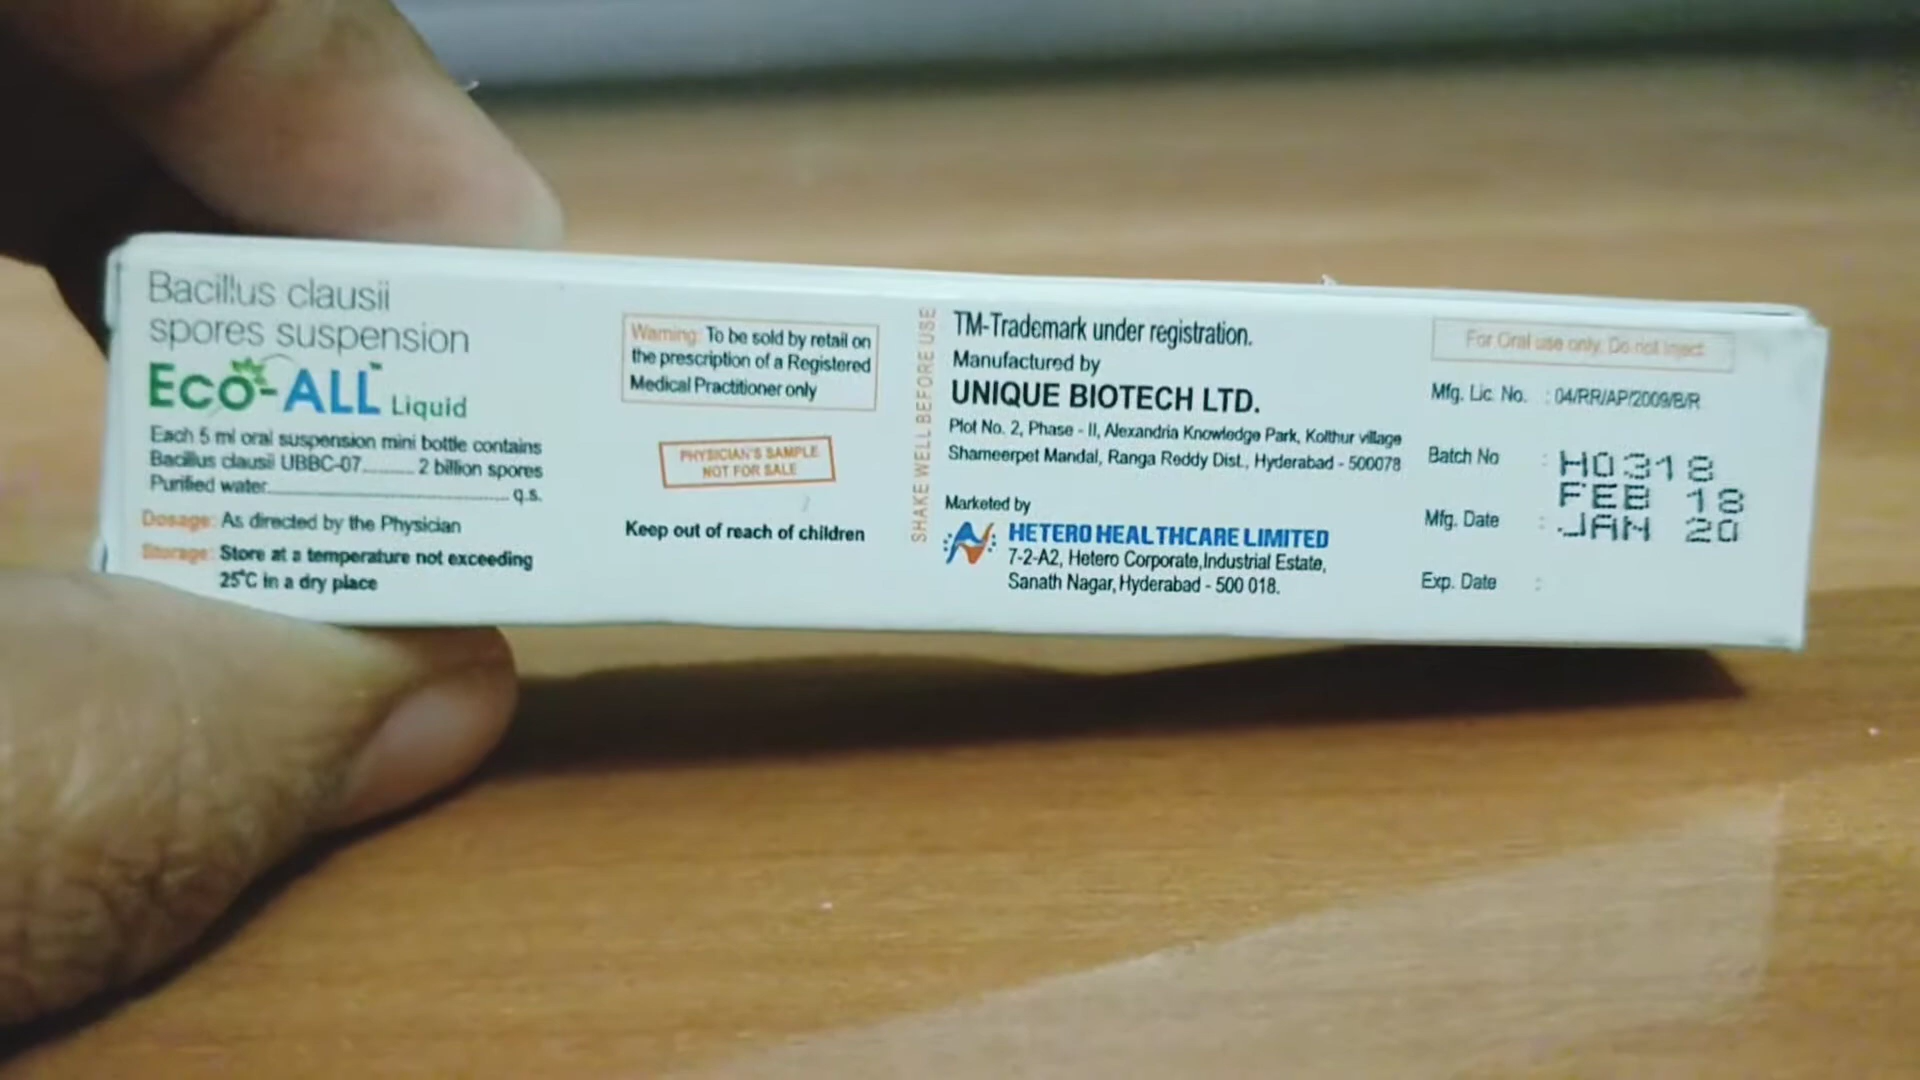 Bacillus clausii
spores suspension
Eco-ALL™ Liquid
Each 5 ml oral suspension mini bottle contains
Bacillus clausii UBBC-07.......... 2 billion spores
Purified water.................................................. q.s.
Dosage: As directed by the Physician
Storage: Store at a temperature not exceeding
25°C in a dry place
Warning: To be sold by retail on
the prescription of a Registered
Medical Practitioner only
PHYSICIAN'S SAMPLE
NOT FOR SALE
Keep out of reach of children
SHAKE WELL BEFORE USE
TM-Trademark under registration.
Manufactured by
UNIQUE BIOTECH LTD.
Plot No. 2, Phase - II, Alexandria Knowledge Park, Kolthur village
Shameerpet Mandal, Ranga Reddy Dist., Hyderabad - 500078
Marketed by
HETERO HEALTHCARE LIMITED
7-2-A2, Hetero Corporate,Industrial Estate,
Sanath Nagar, Hyderabad - 500 018.
For Oral use only. Do not Inject
Mfg. Lic. No. : 04/RR/AP/2009/B/R
Batch No : H0318
FEB 18
Mfg. Date : JAN 20
Exp. Date :